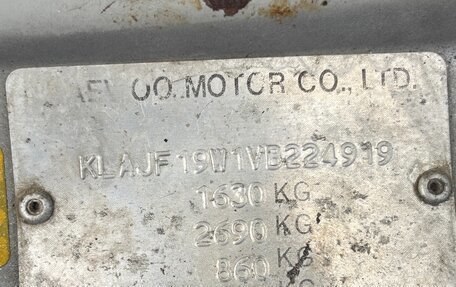 OO MOTOR CO., LTD.
KLAJF19W1VB224919
1630 KG
2690 KG
860 KG